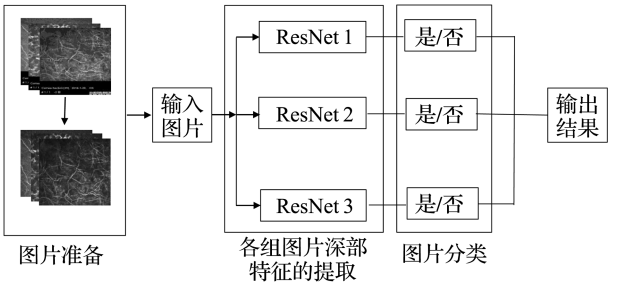 ResNet 1
是/否
输入
图片
ResNet 2
是/否
输出
结果
ResNet 3
是/否
图片准备
各组图片深部
特征的提取
图片分类